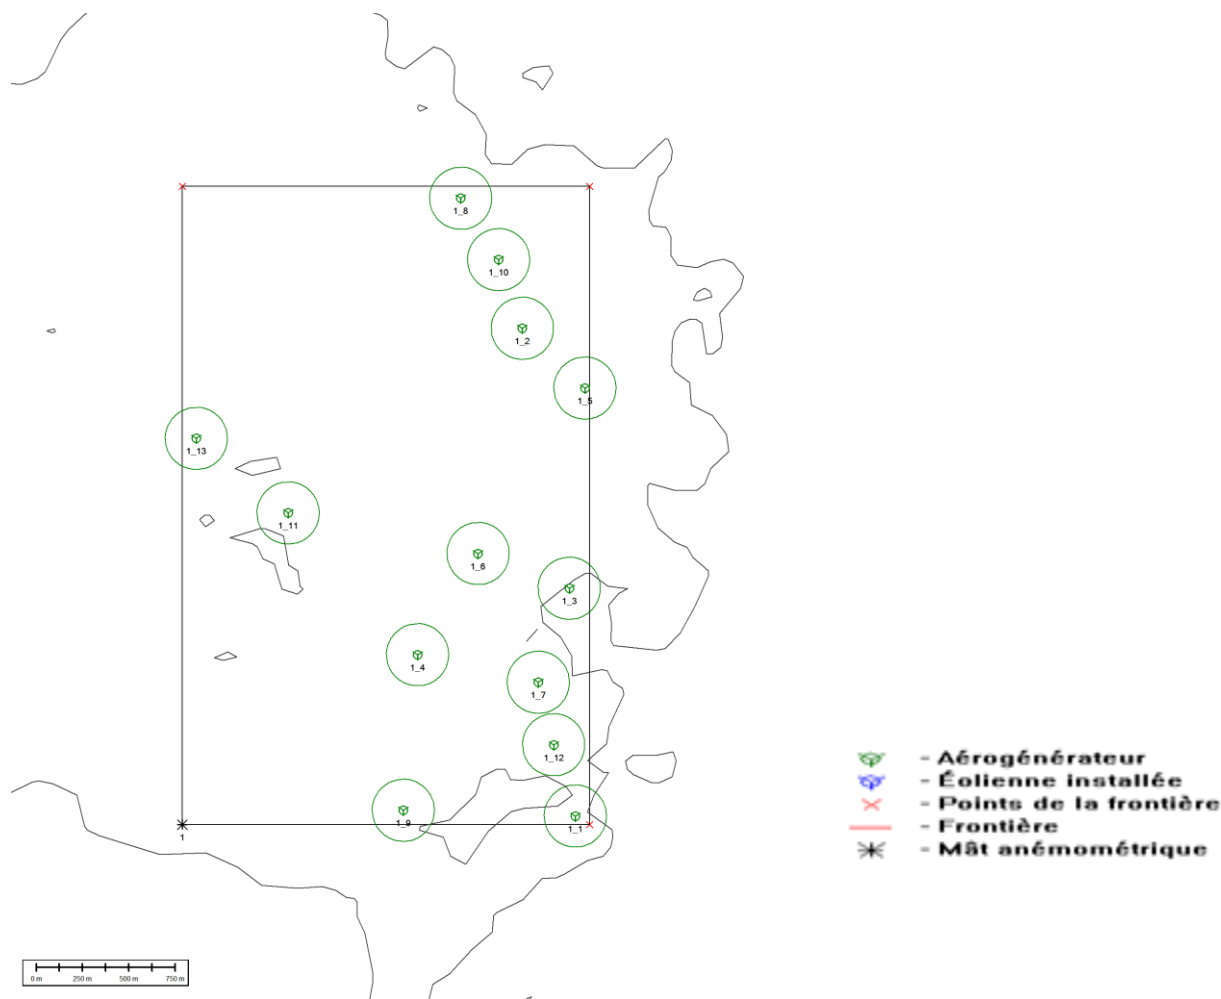 1_8
1_10
1_2
1_5
1_13
1_11
1_6
1_3
1_4
1_7
1_12
1_9
1_1
1
- Aérogénérateur
- Éolienne installée
- Points de la frontière
- Frontière
- Mât anémométrique
0 m 250 m 500 m 750 m